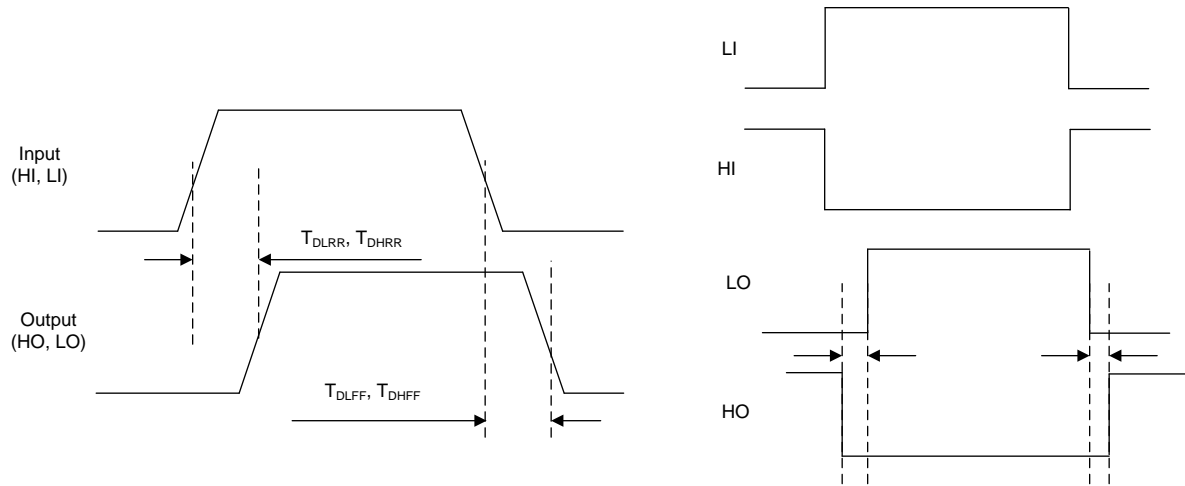 Input
(HI, LI)
T_DLRR, T_DHRR
Output
(HO, LO)
T_DLFF, T_DHFF
LI
HI
LO
HO